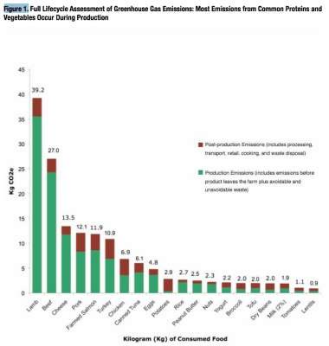 Figure 1. Full Lifecycle Assessment of Greenhouse Gas Emissions: Most Emissions from Common Proteins and
Vegetables Occur During Production
45
40
35
30
25
20
15
10
5
0
Kg CO2e
39.2
27.0
13.5
12.1
11.9
10.9
6.9
6.1
4.8
2.9
2.7
2.5
2.3
2.2
2.0
2.0
2.0
1.9
1.1
0.9
Post-production Emissions (includes processing,
transport, retail, cooking, and waste disposal)
Production Emissions (includes emissions before
product leaves the farm plus avoidable and
unavoidable waste)
Lamb
Beef
Cheese
Pork
Farmed Salmon
Turkey
Chicken
Canned Tuna
Eggs
Potatoes
Rice
Peanut Butter
Nuts
Yogurt
Broccoli
Tofu
Dry Beans
Milk (2%)
Tomatoes
Lentils
Kilogram (Kg) of Consumed Food